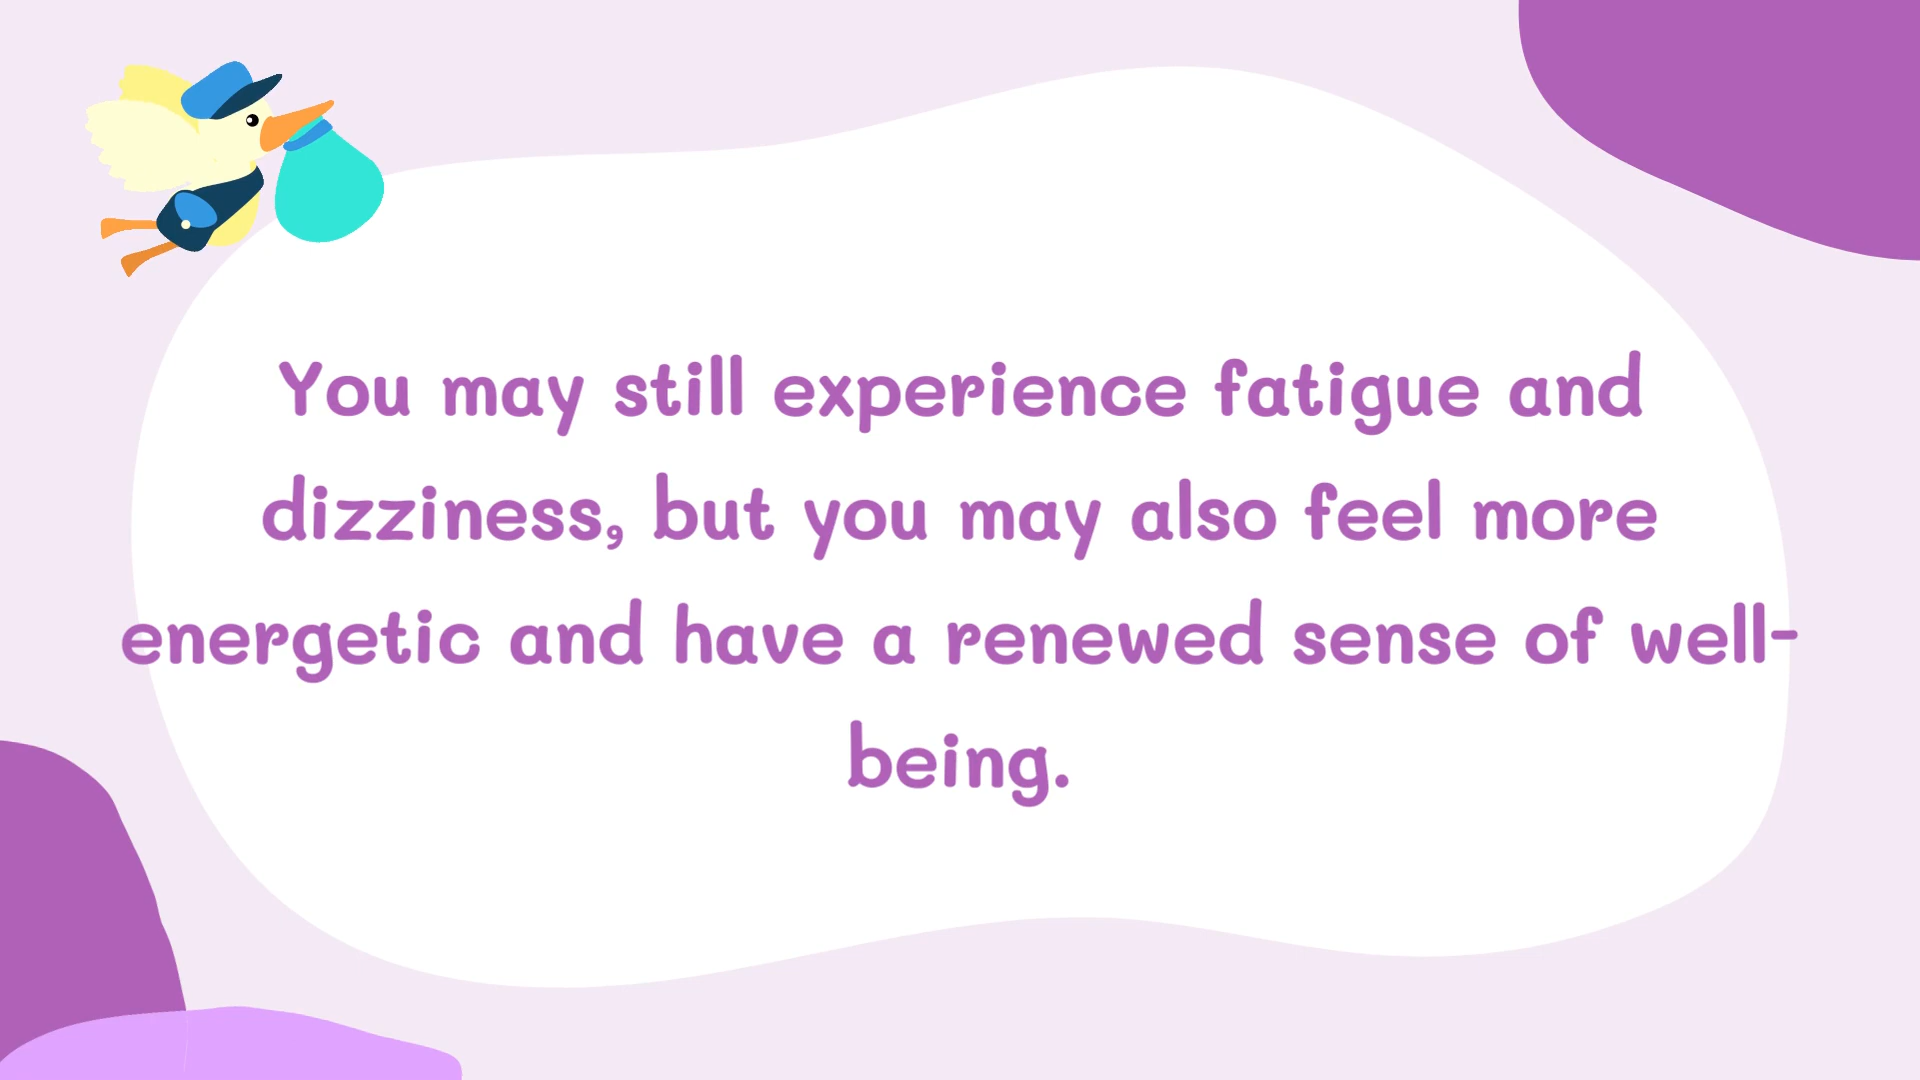 You may still experience fatigue and
dizziness, but you may also feel more
energetic and have a renewed sense of well-
being.